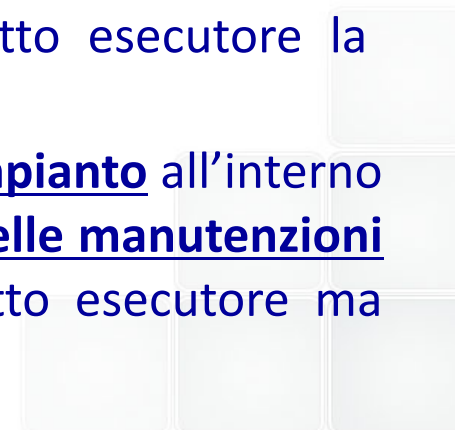 tto esecutore la
pianto all’interno
elle manutenzioni
tto esecutore ma